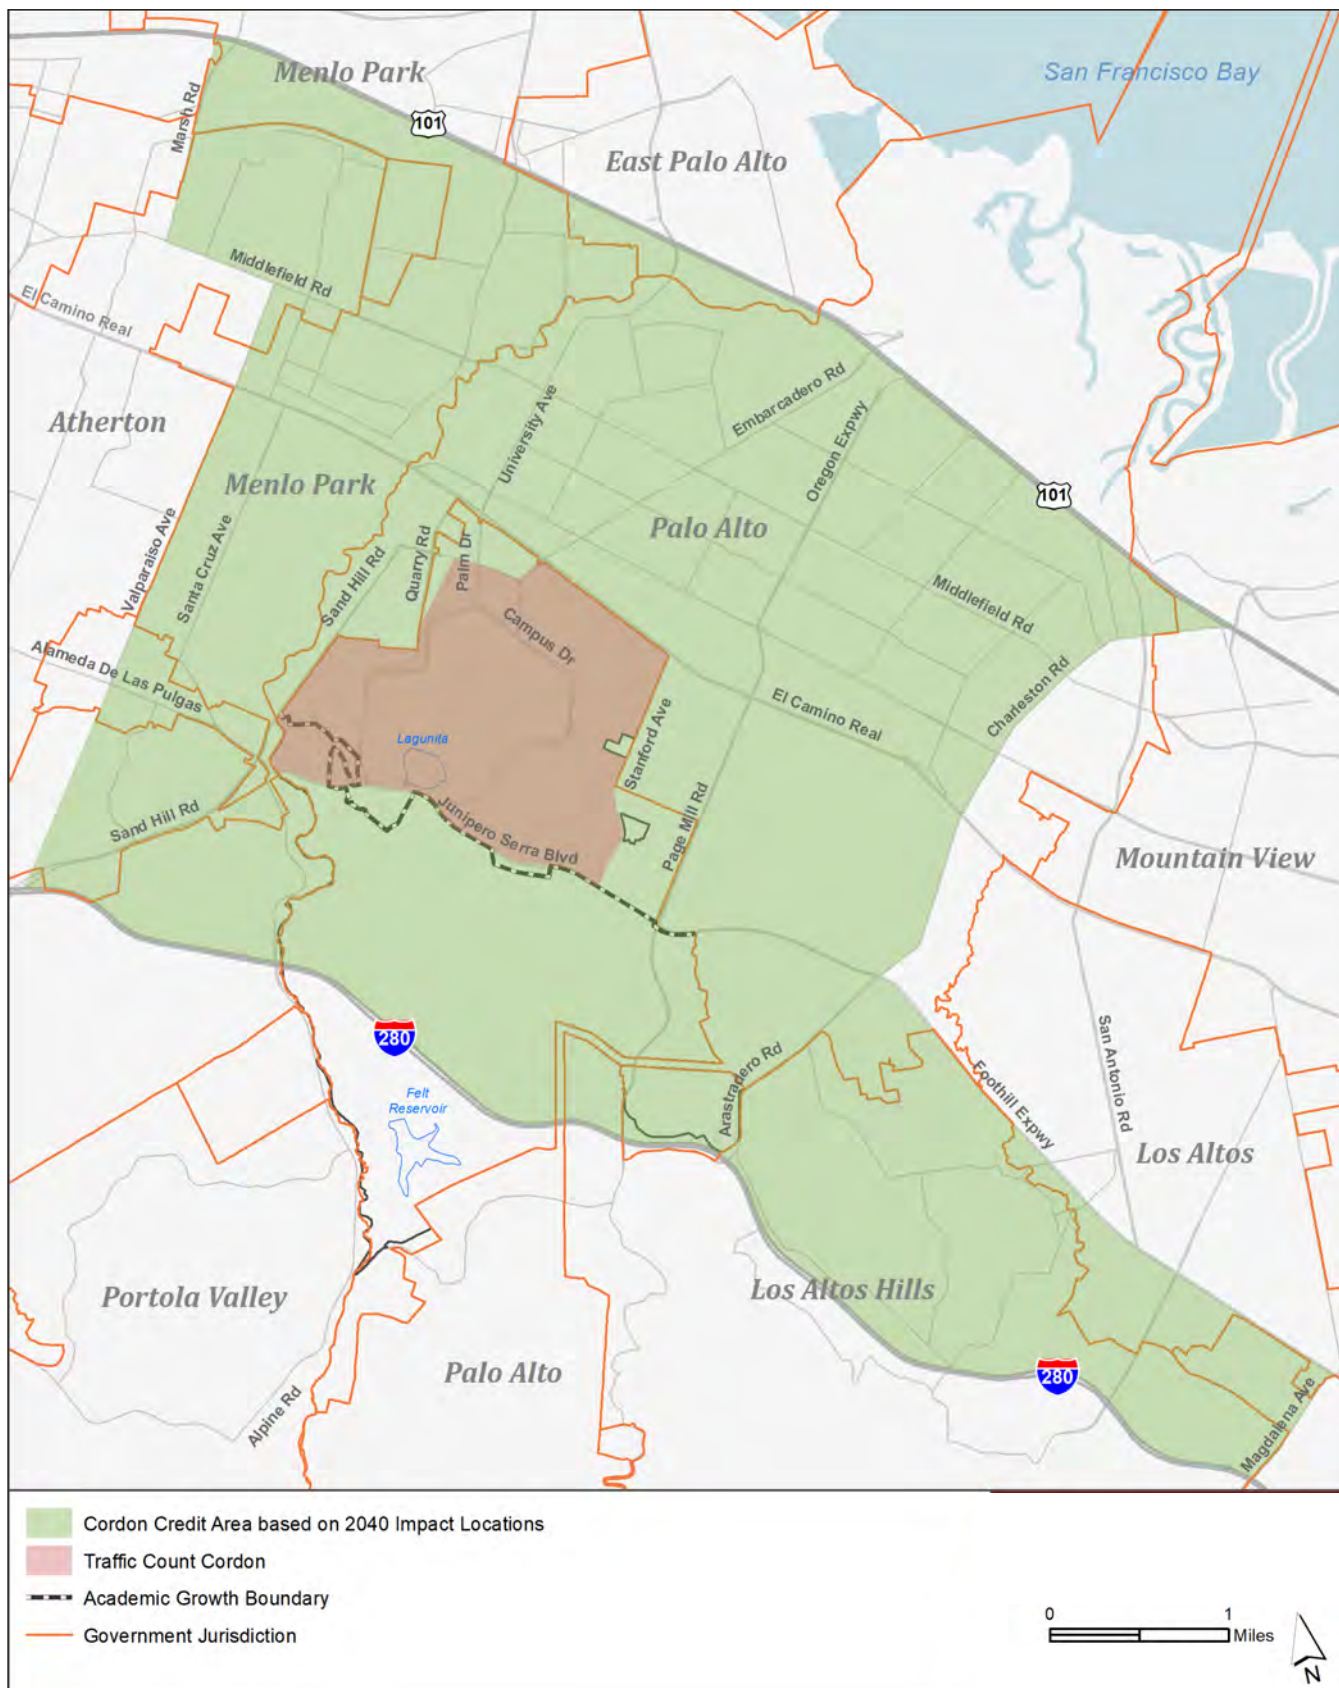 Menlo Park
San Francisco Bay
101
Marsh Rd
East Palo Alto
Middlefield Rd
El Camino Real
Embarcadero Rd
University Ave
Oregon Expwy
Atherton
Menlo Park
101
Palo Alto
Valparaiso Ave
Santa Cruz Ave
Sand Hill Rd
Quarry Rd
Palm Dr
Middlefield Rd
Campus Dr
Alameda De Las Pulgas
El Camino Real
Charleston Rd
Lagunita
Stanford Ave
Sand Hill Rd
Junipero Serra Blvd
Page Mill Rd
Mountain View
280
Arastradero Rd
San Antonio Rd
Foothill Expwy
Felt
Reservoir
Los Altos
Portola Valley
Los Altos Hills
Palo Alto
280
Alpine Rd
Magdalena Ave
Cordon Credit Area based on 2040 Impact Locations
Traffic Count Cordon
Academic Growth Boundary
Government Jurisdiction
0 1
Miles
N